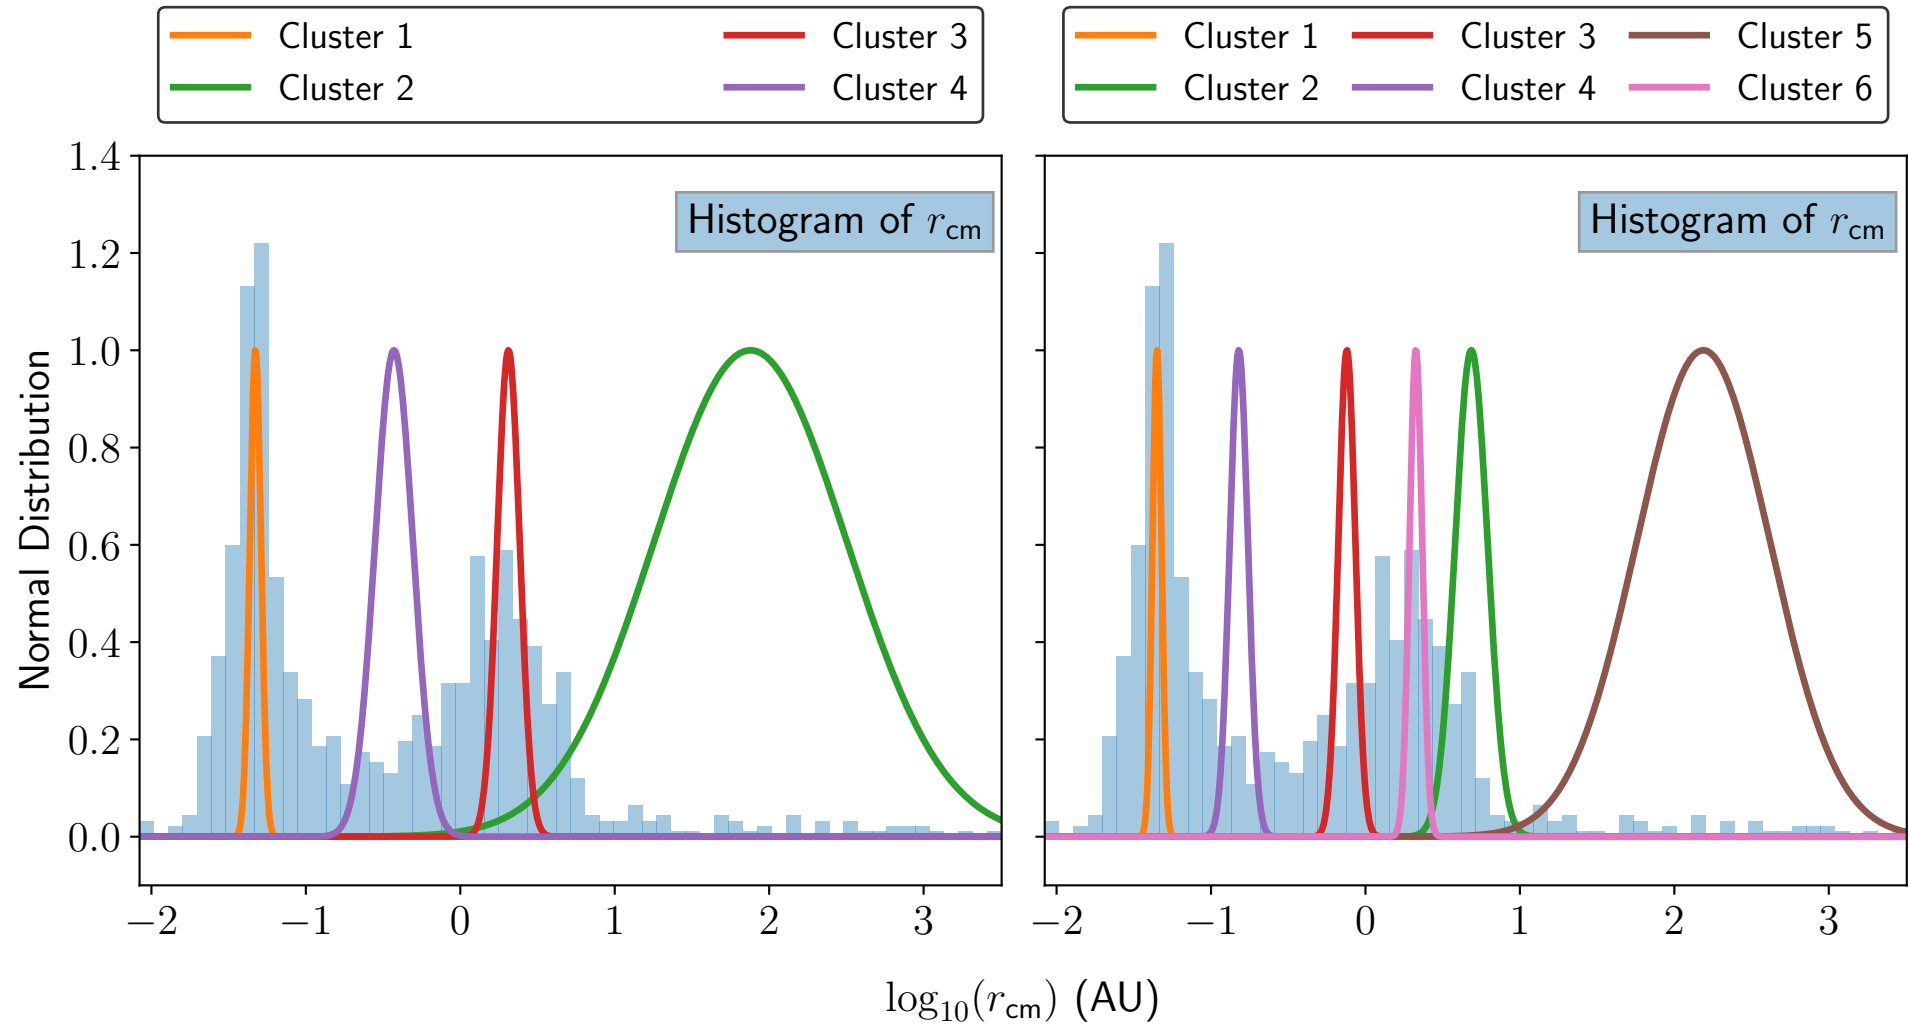 Cluster 1 Cluster 3
Cluster 2 Cluster 4
Cluster 1 Cluster 3 Cluster 5
Cluster 2 Cluster 4 Cluster 6
Histogram of r_cm
Histogram of r_cm
Normal Distribution
1.4
1.2
1.0
0.8
0.6
0.4
0.2
0.0
−2 −1 0 1 2 3
−2 −1 0 1 2 3
log₁₀(r_cm) (AU)